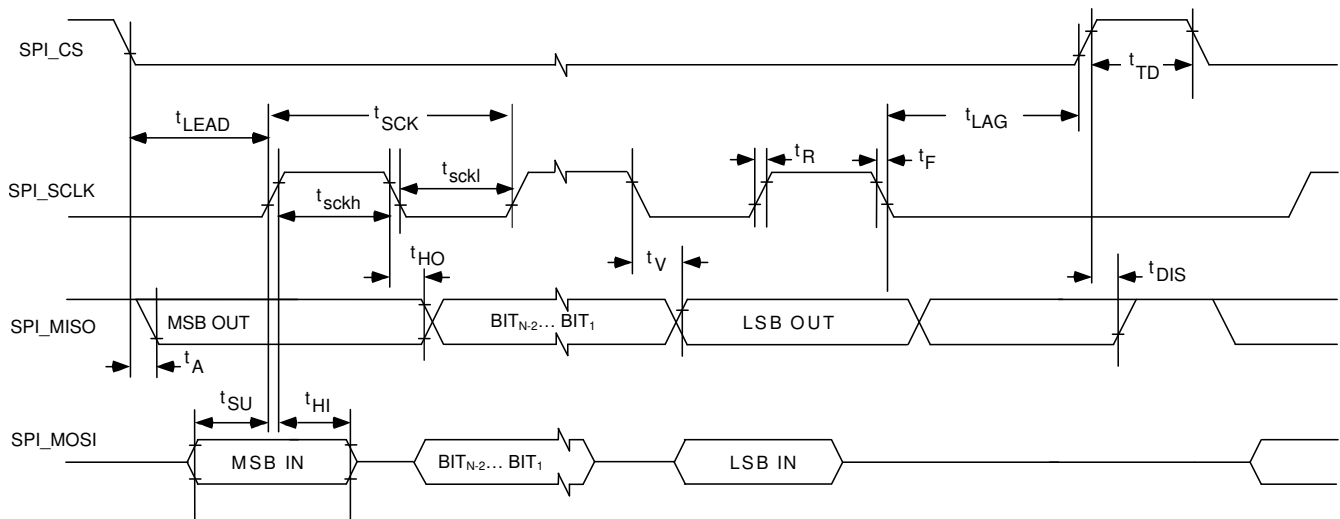 SPI_CS
tTD
tLEAD
tSCK
tLAG
tR
tF
SPI_SCLK
tsckh
tsckl
tHO
tV
tDIS
SPI_MISO
MSB OUT
BITN-2... BIT1
LSB OUT
tA
tSU
tHI
SPI_MOSI
MSB IN
BITN-2... BIT1
LSB IN